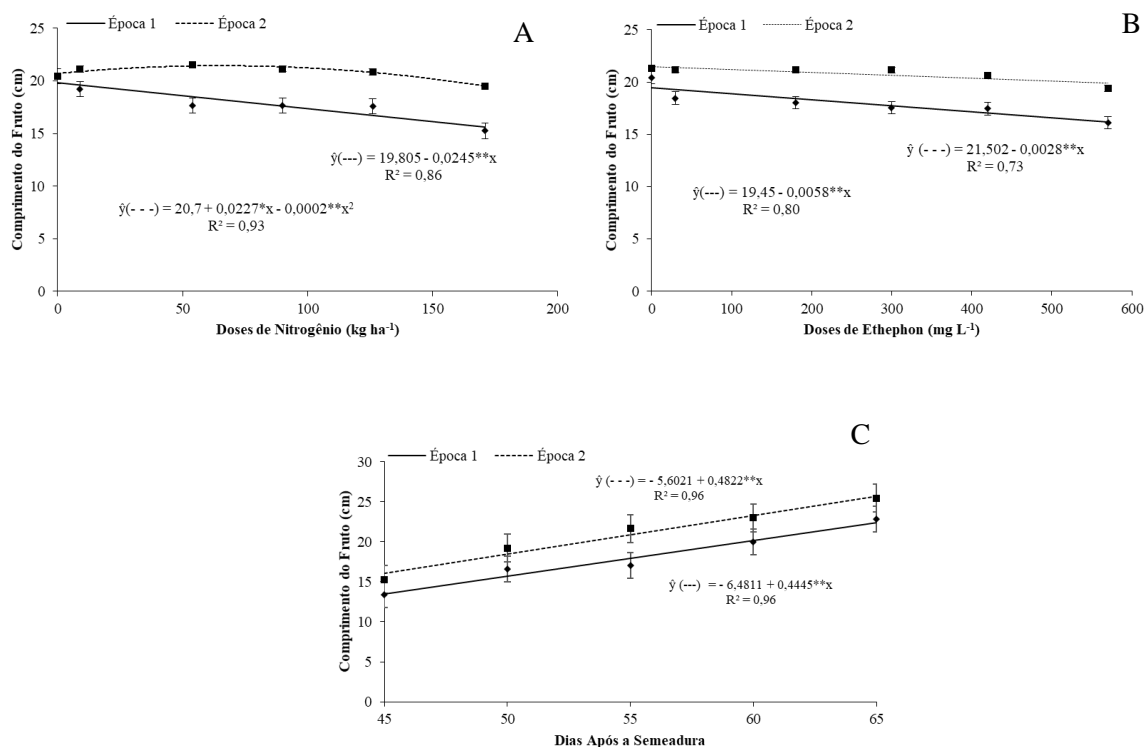 Época 1 Época 2
A
25
20
15
10
5
0
Comprimento do Fruto (cm)
ŷ(---) = 19,805 - 0,0245**x
R² = 0,86
ŷ(- - -) = 20,7 + 0,0227*x - 0,0002**x²
R² = 0,93
0 50 100 150 200
Doses de Nitrogênio (kg ha⁻¹)
Época 1 Época 2
B
25
20
15
10
5
0
Comprimento do Fruto (cm)
ŷ (- - -) = 21,502 - 0,0028**x
R² = 0,73
ŷ(---) = 19,45 - 0,0058**x
R² = 0,80
0 100 200 300 400 500 600
Doses de Ethephon (mg L⁻¹)
C
Época 1 Época 2
30
25
20
15
10
5
0
Comprimento do Fruto (cm)
ŷ (- - -) = - 5,6021 + 0,4822**x
R² = 0,96
ŷ (---) = - 6,4811 + 0,4445**x
R² = 0,96
45 50 55 60 65
Dias Após a Semeadura